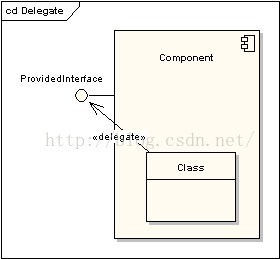 cd Delegate
Component
ProvidedInterface
http://blog.csdn.net/
«delegate»
Class